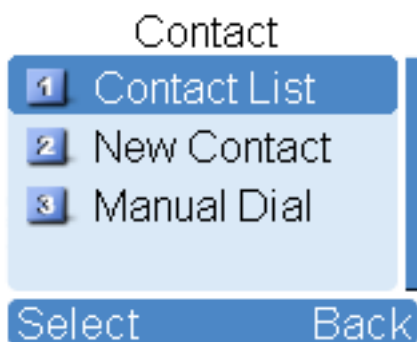 Contact
1 Contact List
2 New Contact
3 Manual Dial
Select Back